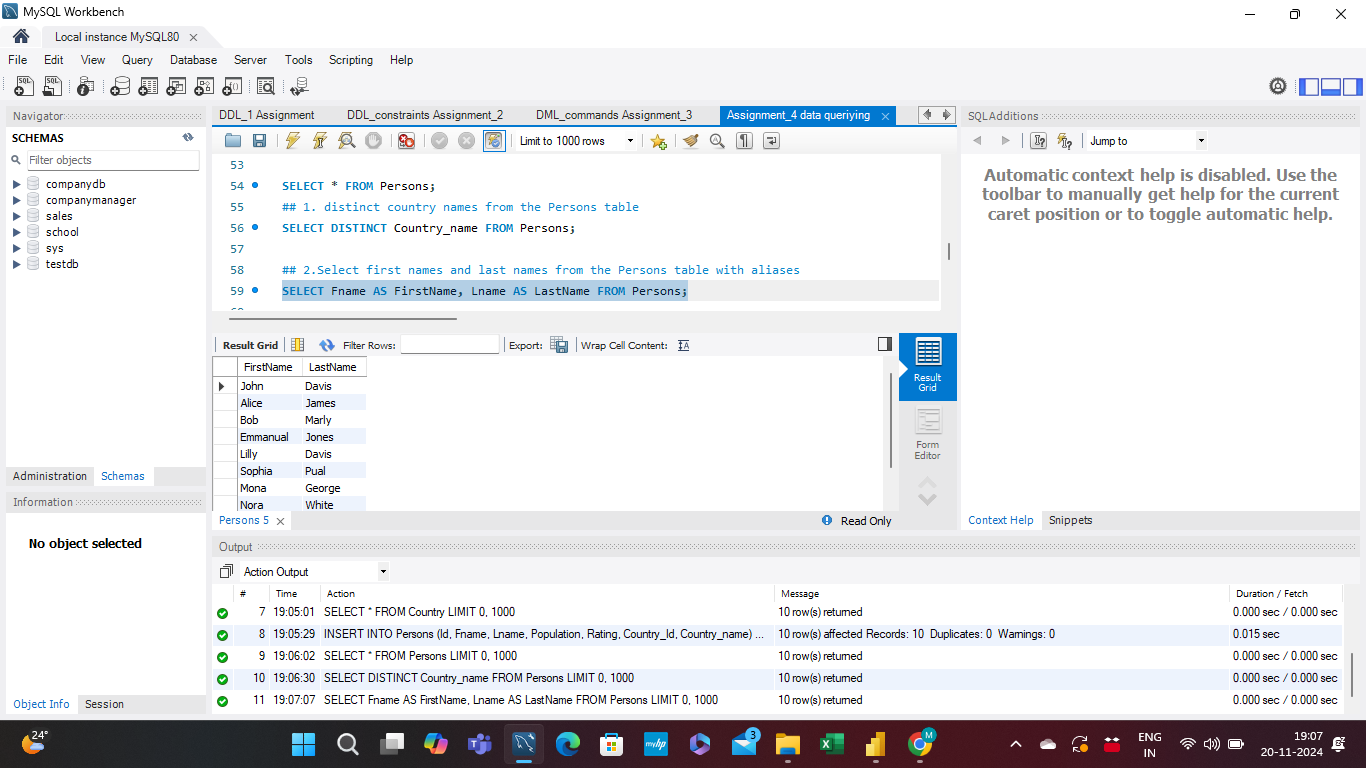 MySQL Workbench
Local instance MySQL80
File Edit View Query Database Server Tools Scripting Help
Navigator
SCHEMAS
Filter objects
companydb
companymanager
sales
school
sys
testdb
Administration Schemas
Information
No object selected
Object Info Session
DDL_1 Assignment DDL_constraints Assignment_2 DML_commands Assignment_3 Assignment_4 data queriying
Limit to 1000 rows
53
54 SELECT * FROM Persons;
55 ## 1. distinct country names from the Persons table
56 SELECT DISTINCT Country_name FROM Persons;
57
58 ## 2.Select first names and last names from the Persons table with aliases
59 SELECT Fname AS FirstName, Lname AS LastName FROM Persons;
Result Grid Filter Rows: Export: Wrap Cell Content:
FirstName LastName
John Davis
Alice James
Bob Marly
Emmanual Jones
Lilly Davis
Sophia Pual
Mona George
Nora White
Result
Grid
Form
Editor
Persons 5 Read Only
SQLAdditions
Jump to
Automatic context help is disabled. Use the
toolbar to manually get help for the current
caret position or to toggle automatic help.
Context Help Snippets
Output
Action Output
# Time Action Message Duration / Fetch
7 19:05:01 SELECT * FROM Country LIMIT 0, 1000 10 row(s) returned 0.000 sec / 0.000 sec
8 19:05:29 INSERT INTO Persons (Id, Fname, Lname, Population, Rating, Country_Id, Country_name) ... 10 row(s) affected Records: 10 Duplicates: 0 Warnings: 0 0.015 sec
9 19:06:02 SELECT * FROM Persons LIMIT 0, 1000 10 row(s) returned 0.000 sec / 0.000 sec
10 19:06:30 SELECT DISTINCT Country_name FROM Persons LIMIT 0, 1000 10 row(s) returned 0.000 sec / 0.000 sec
11 19:07:07 SELECT Fname AS FirstName, Lname AS LastName FROM Persons LIMIT 0, 1000 10 row(s) returned 0.000 sec / 0.000 sec
24°
myhp
3
M
ENG
IN
19:07
20-11-2024